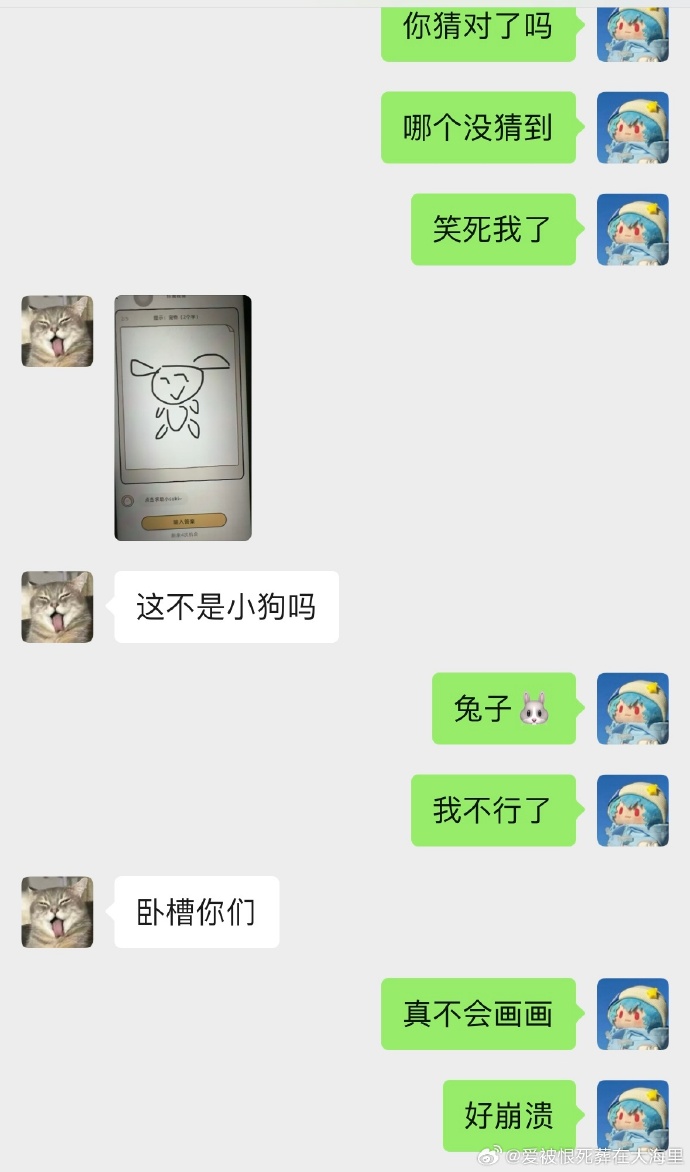 你猜对了吗
哪个没猜到
笑死我了
这不是小狗吗
兔子🐰
我不行了
卧槽你们
真不会画画
好崩溃
@爱被恨死葬在大海里